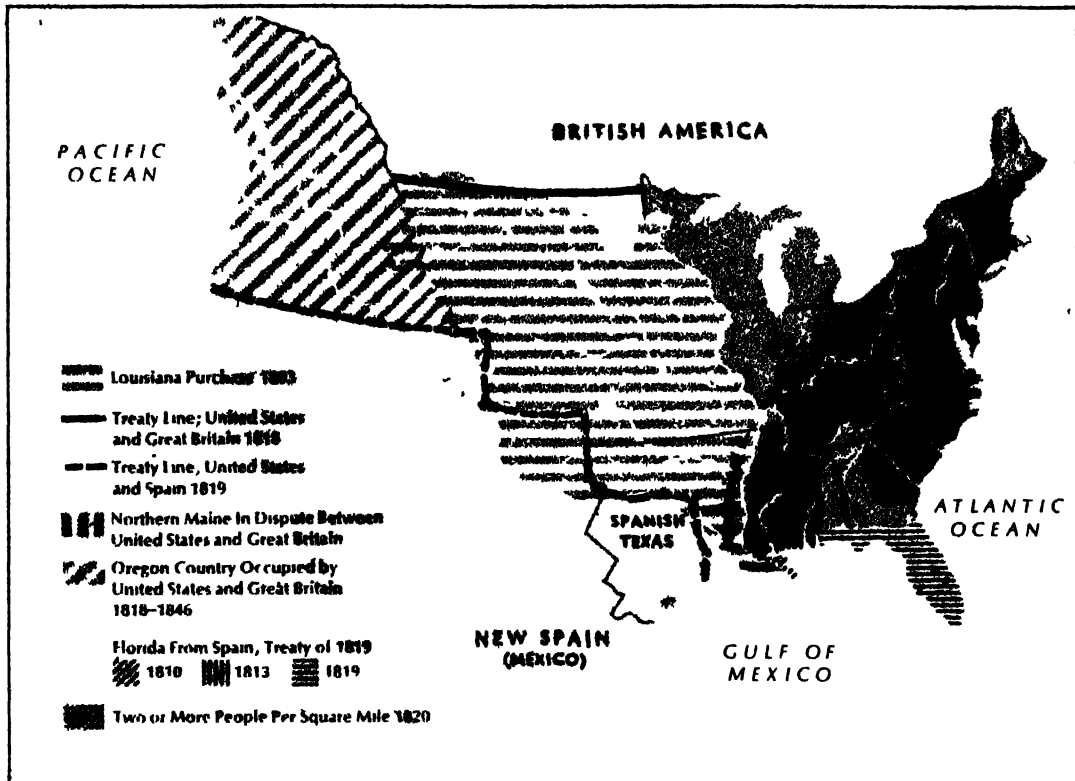 PACIFIC
OCEAN
BRITISH AMERICA
Louisiana Purchase 1803
Treaty Line; United States
and Great Britain 1818
Treaty Line, United States
and Spain 1819
Northern Maine In Dispute Between
United States and Great Britain
Oregon Country Occupied by
United States and Great Britain
1818–1846
Florida From Spain, Treaty of 1819
1810 1813 1819
Two or More People Per Square Mile 1820
SPANISH
TEXAS
NEW SPAIN
(MEXICO)
GULF OF
MEXICO
ATLANTIC
OCEAN